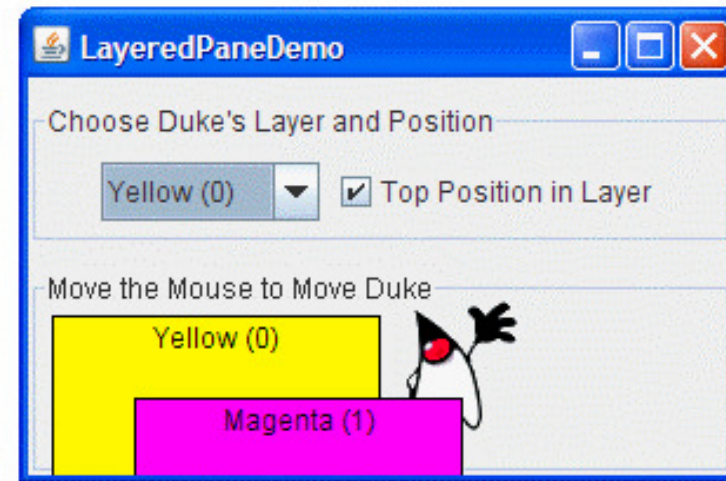 LayeredPaneDemo
Choose Duke's Layer and Position
Yellow (0) Top Position in Layer
Move the Mouse to Move Duke
Yellow (0)
Magenta (1)